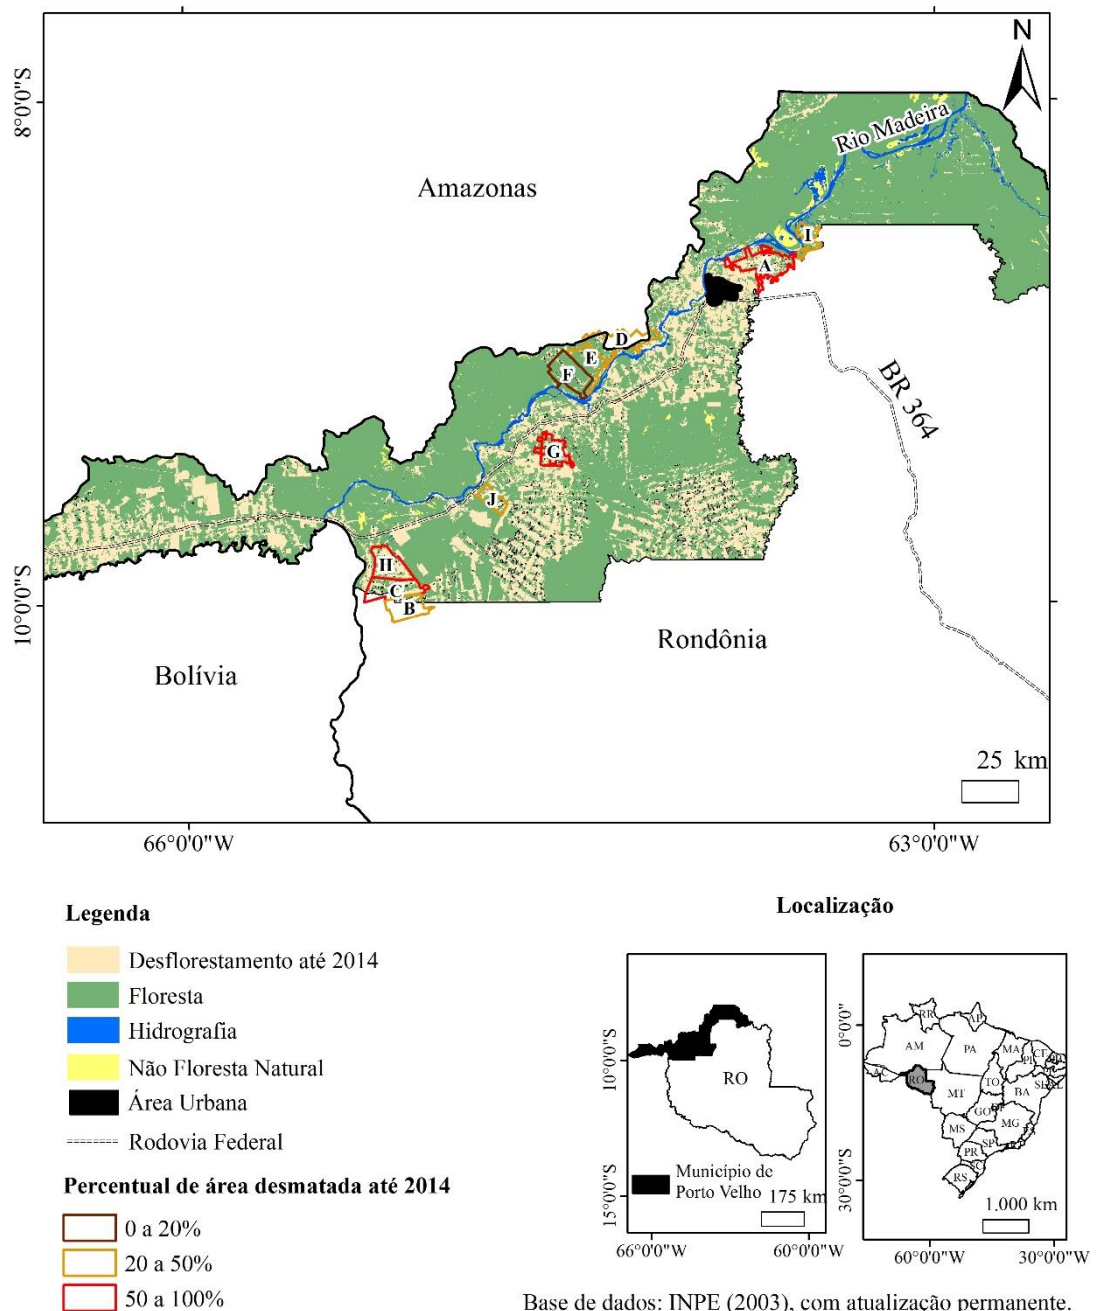 N
8°0'0"S
Rio Madeira
Amazonas
I
A
D
E
F
BR 364
G
J
H
C
B
10°0'0"S
Rondônia
Bolívia
25 km
66°0'0"W
63°0'0"W
Legenda
Desflorestamento até 2014
Floresta
Hidrografia
Não Floresta Natural
Área Urbana
Rodovia Federal
Percentual de área desmatada até 2014
0 a 20%
20 a 50%
50 a 100%
Localização
10°0'0"S
15°0'0"S
RO
Município de
Porto Velho
175 km
66°0'0"W
60°0'0"W
0°0'0"
30°0'0"S
RR
AP
AM
PA
MA
CE
PI
AC
RO
TO
BA
MT
GO
MG
MS
SP
PR
RS
1.000 km
60°0'0"W
30°0'0"W
Base de dados: INPE (2003), com atualização permanente.